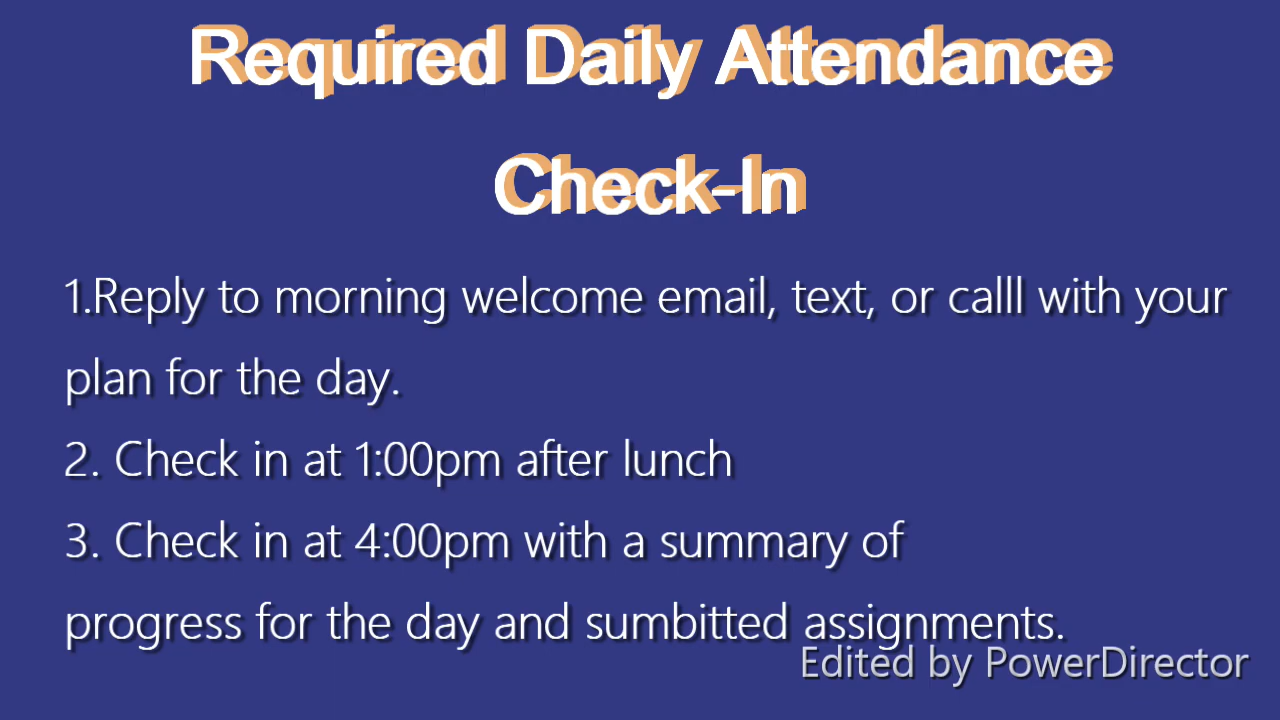 Required Daily Attendance
Check-In
1.Reply to morning welcome email, text, or calll with your
plan for the day.
2. Check in at 1:00pm after lunch
3. Check in at 4:00pm with a summary of
progress for the day and sumbitted assignments.
Edited by PowerDirector